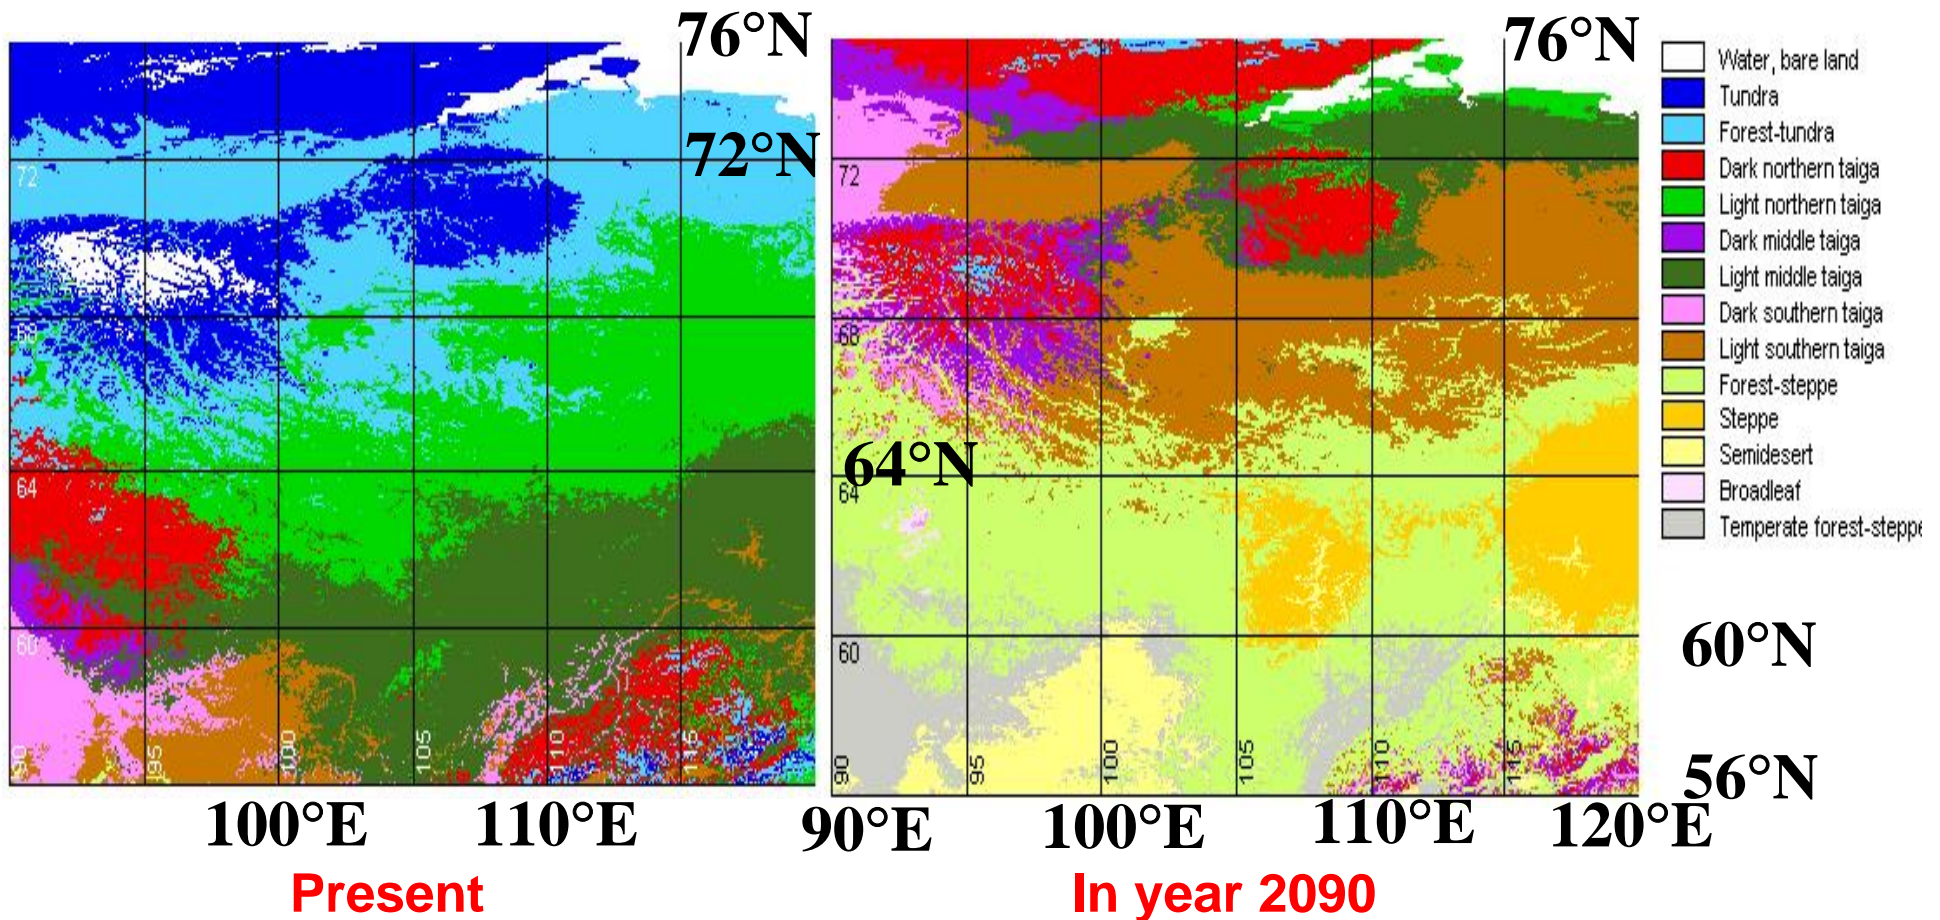 76°N
76°N
Water, bare land
Tundra
Forest-tundra
Dark northern taiga
Light northern taiga
Dark middle taiga
Light middle taiga
Dark southern taiga
Light southern taiga
Forest-steppe
Steppe
Semidesert
Broadleaf
Temperate forest-steppe
72°N
72
72
68
68
64°N
64
64
60
60
60°N
56°N
90
95
100
105
110
115
90
95
100
105
110
115
100°E
110°E
90°E
100°E
110°E
120°E
Present
In year 2090